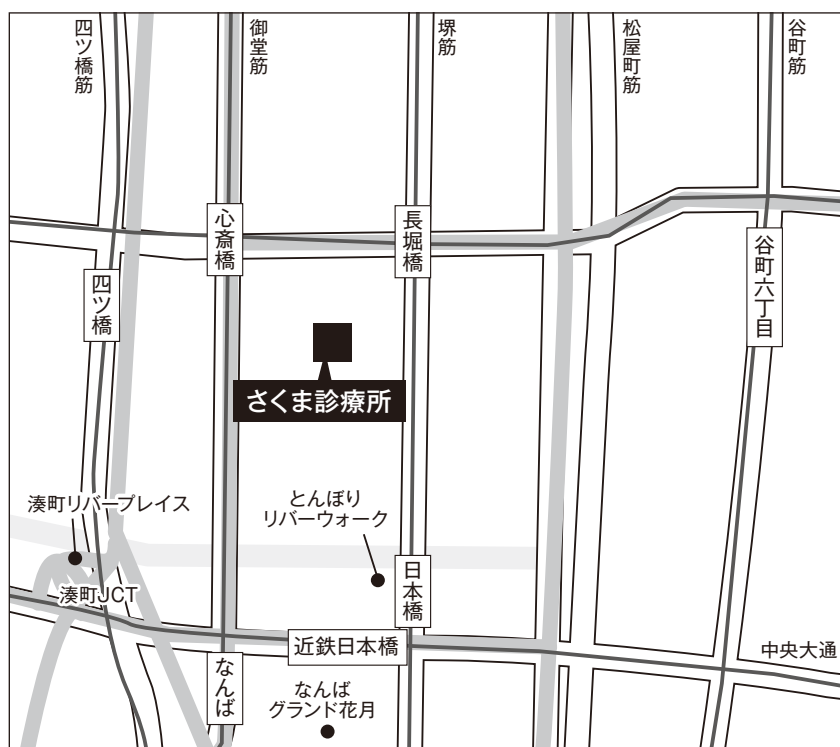 四ツ橋筋
御堂筋
堺筋
松屋町筋
谷町筋
心斎橋
長堀橋
四ツ橋
谷町六丁目
さくま診療所
湊町リバープレイス
とんぼり
リバーウォーク
日本橋
湊町JCT
近鉄日本橋
中央大通
なんば
なんば
グランド花月